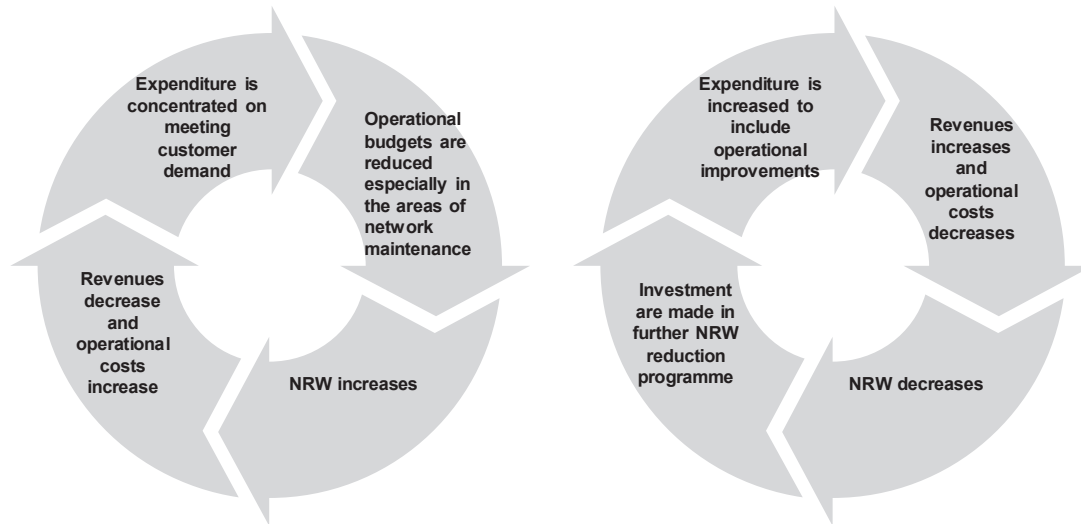 Expenditure is
concentrated on
meeting
customer
demand
Operational
budgets are
reduced
especially in
the areas of
network
maintenance
NRW increases
Revenues
decrease
and
operational
costs
increase
Expenditure is
increased to
include
operational
improvements
Revenues
increases and
operational
costs
decreases
NRW decreases
Investment
are made in
further NRW
reduction
programme